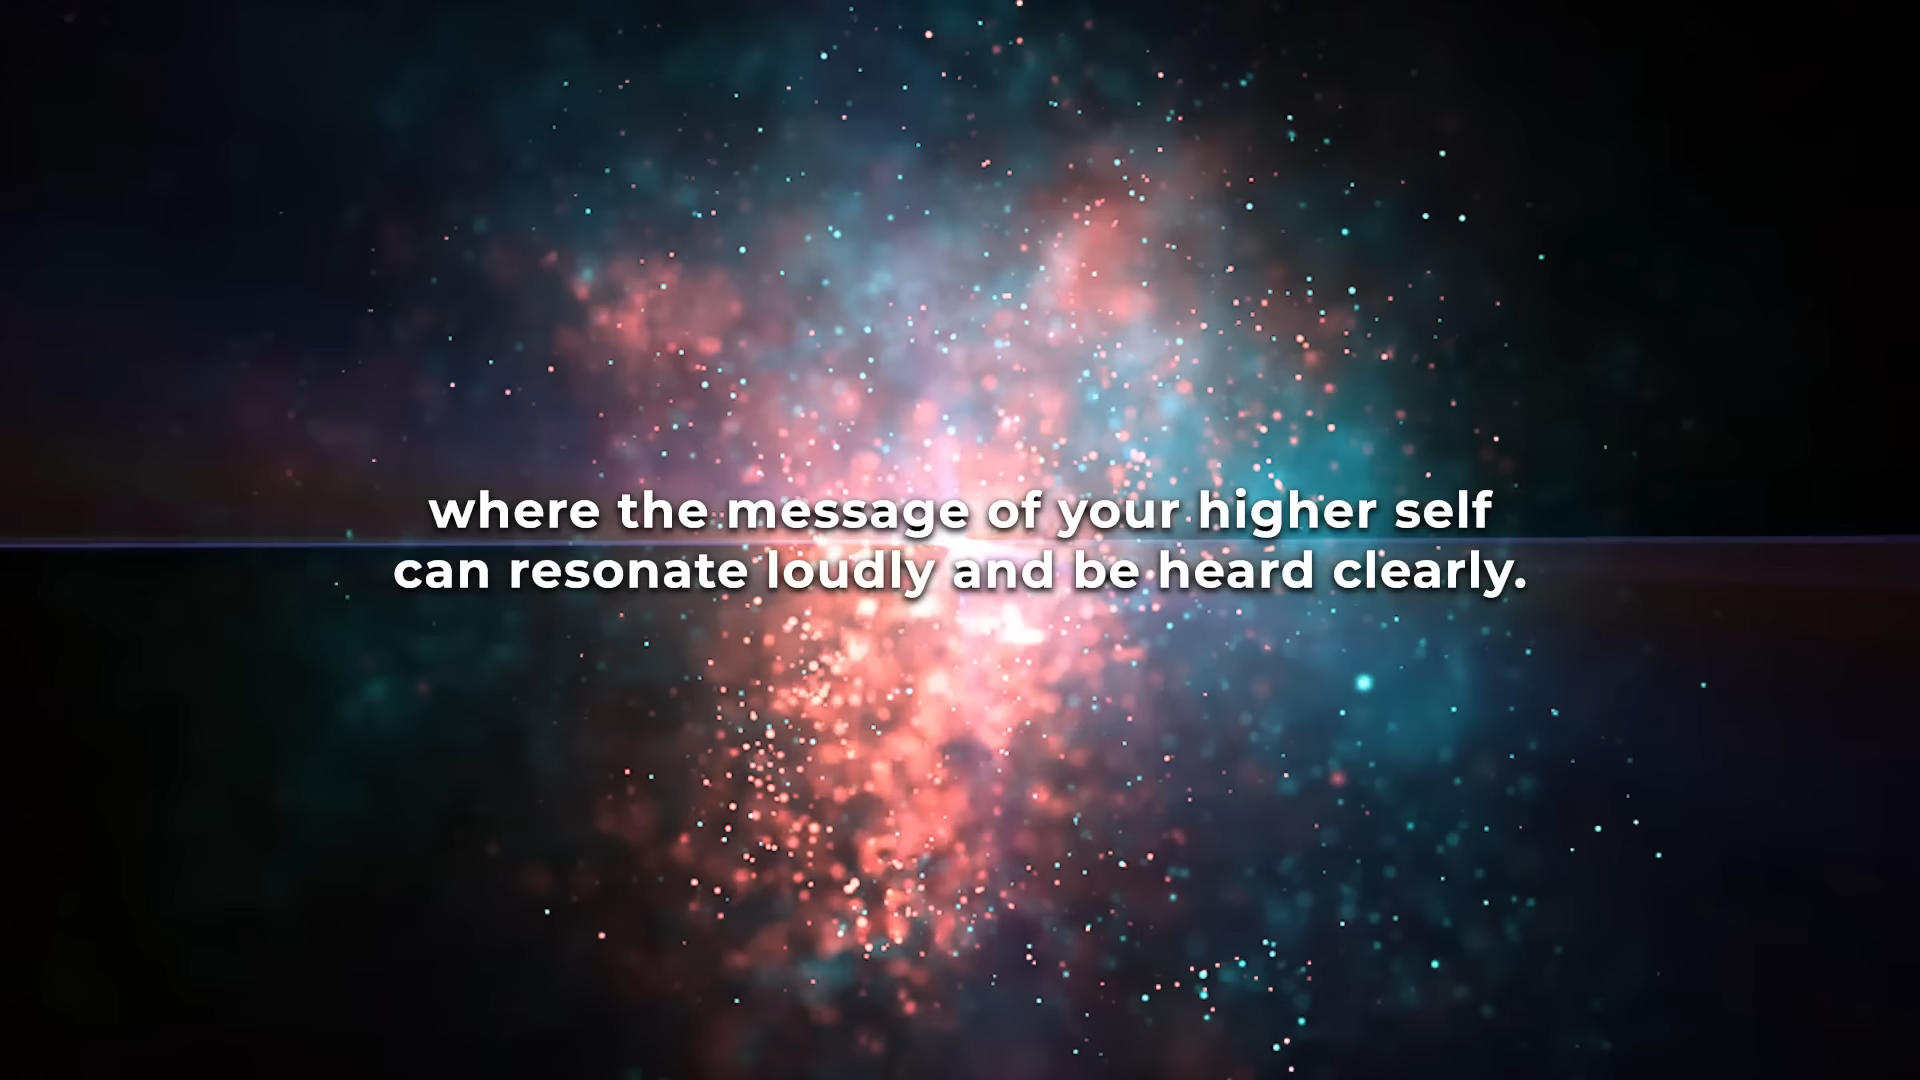 where the message of your higher self
can resonate loudly and be heard clearly.